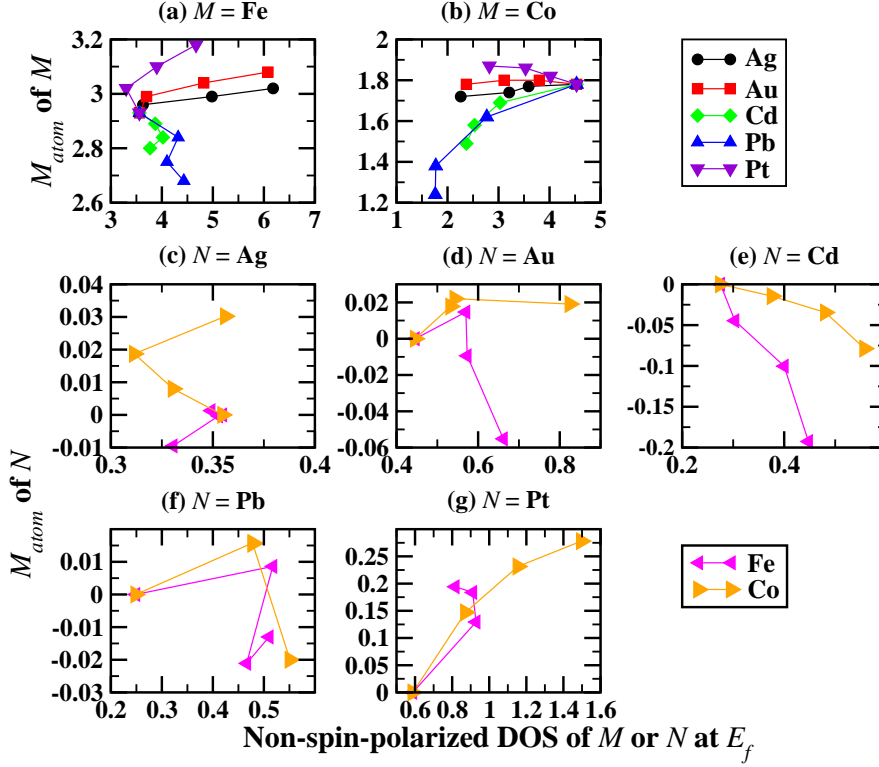 (a) M = Fe
(b) M = Co
M_atom of M
3.2
3
2.8
2.6
3 4 5 6 7
2
1.8
1.6
1.4
1.2
1 2 3 4 5
Ag
Au
Cd
Pb
Pt
(c) N = Ag
(d) N = Au
(e) N = Cd
0.04
0.03
0.02
0.01
0
-0.01
0.3 0.35 0.4
0.02
0
-0.02
-0.04
-0.06
0.4 0.6 0.8
0
-0.05
-0.1
-0.15
-0.2
0.2 0.4
M_atom of N
(f) N = Pb
(g) N = Pt
0.01
0
-0.01
-0.02
-0.03
0.2 0.3 0.4 0.5
0.25
0.2
0.15
0.1
0.05
0
0.6 0.8 1 1.2 1.4 1.6
Fe
Co
Non-spin-polarized DOS of M or N at E_f